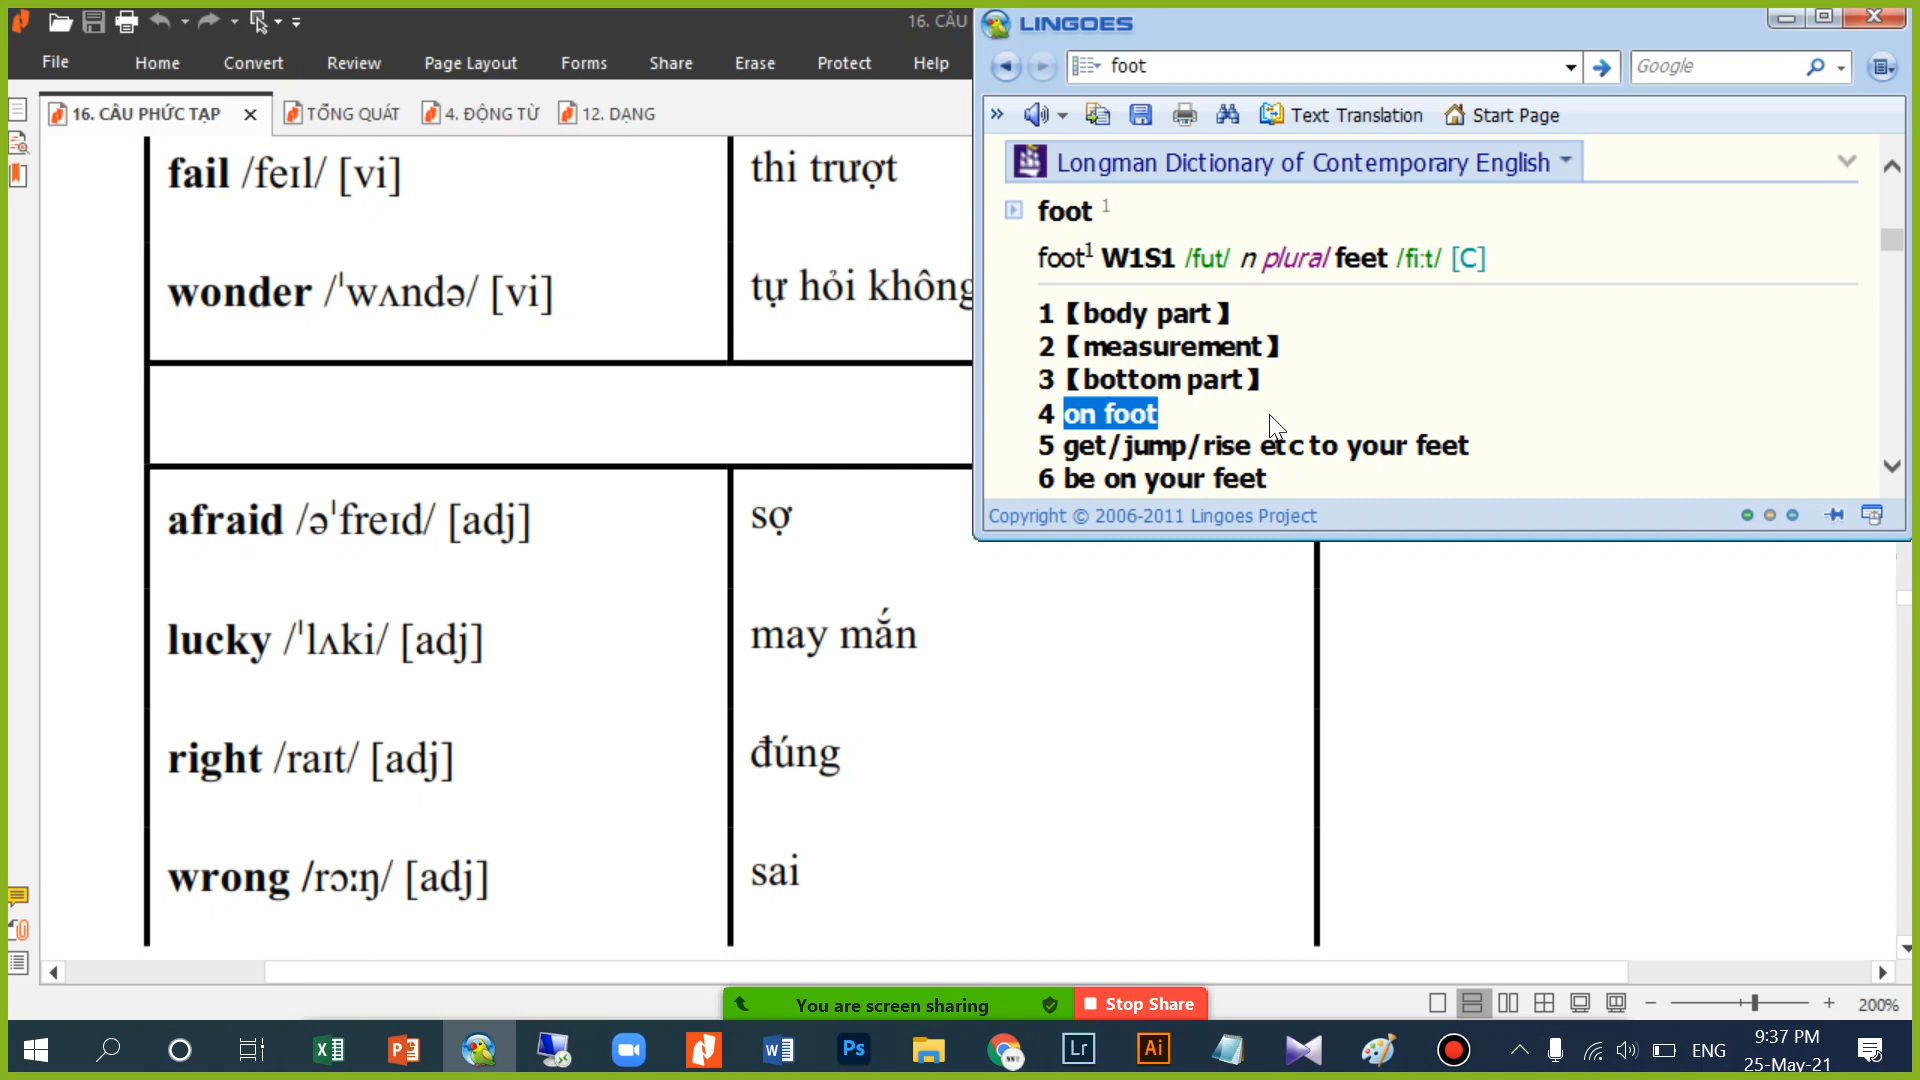 16. CÂU
File
Home
Convert
Review
Page Layout
Forms
Share
Erase
Protect
Help
16. CÂU PHỨC TẠP
TỔNG QUÁT
4. ĐỘNG TỪ
12. DẠNG
fail /feɪl/ [vi]
thi trượt
wonder /ˈwʌndə/ [vi]
tự hỏi không
afraid /əˈfreɪd/ [adj]
sợ
lucky /ˈlʌki/ [adj]
may mắn
right /raɪt/ [adj]
đúng
wrong /rɔːŋ/ [adj]
sai
LINGOES
foot
Google
Text Translation
Start Page
Longman Dictionary of Contemporary English
foot 1
foot1 W1S1 /fut/ n plural feet /fiːt/ [C]
1【body part】
2【measurement】
3【bottom part】
4 on foot
5 get/jump/rise etc to your feet
6 be on your feet
Copyright © 2006-2011 Lingoes Project
You are screen sharing
Stop Share
200%
Ps
Lr
Ai
NNT
ENG
9:37 PM
25-May-21